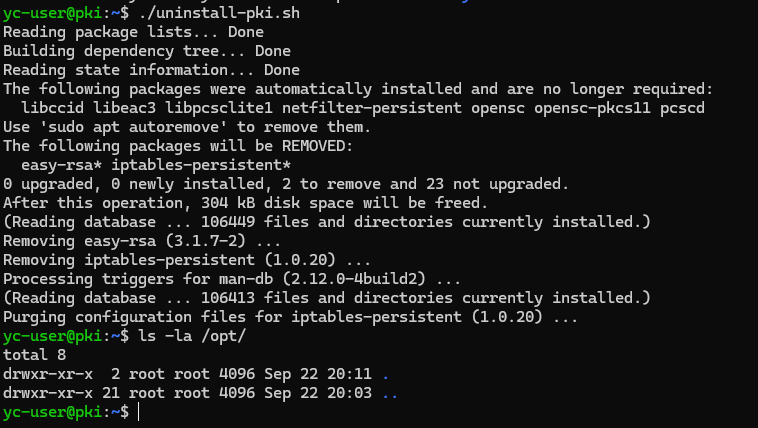 yc-user@pki:~$ ./uninstall-pki.sh
Reading package lists... Done
Building dependency tree... Done
Reading state information... Done
The following packages were automatically installed and are no longer required:
  libccid libeac3 libpcsclite1 netfilter-persistent opensc opensc-pkcs11 pcscd
Use 'sudo apt autoremove' to remove them.
The following packages will be REMOVED:
  easy-rsa* iptables-persistent*
0 upgraded, 0 newly installed, 2 to remove and 23 not upgraded.
After this operation, 304 kB disk space will be freed.
(Reading database ... 106449 files and directories currently installed.)
Removing easy-rsa (3.1.7-2) ...
Removing iptables-persistent (1.0.20) ...
Processing triggers for man-db (2.12.0-4build2) ...
(Reading database ... 106413 files and directories currently installed.)
Purging configuration files for iptables-persistent (1.0.20) ...
yc-user@pki:~$ ls -la /opt/
total 8
drwxr-xr-x  2 root root 4096 Sep 22 20:11 .
drwxr-xr-x 21 root root 4096 Sep 22 20:03 ..
yc-user@pki:~$